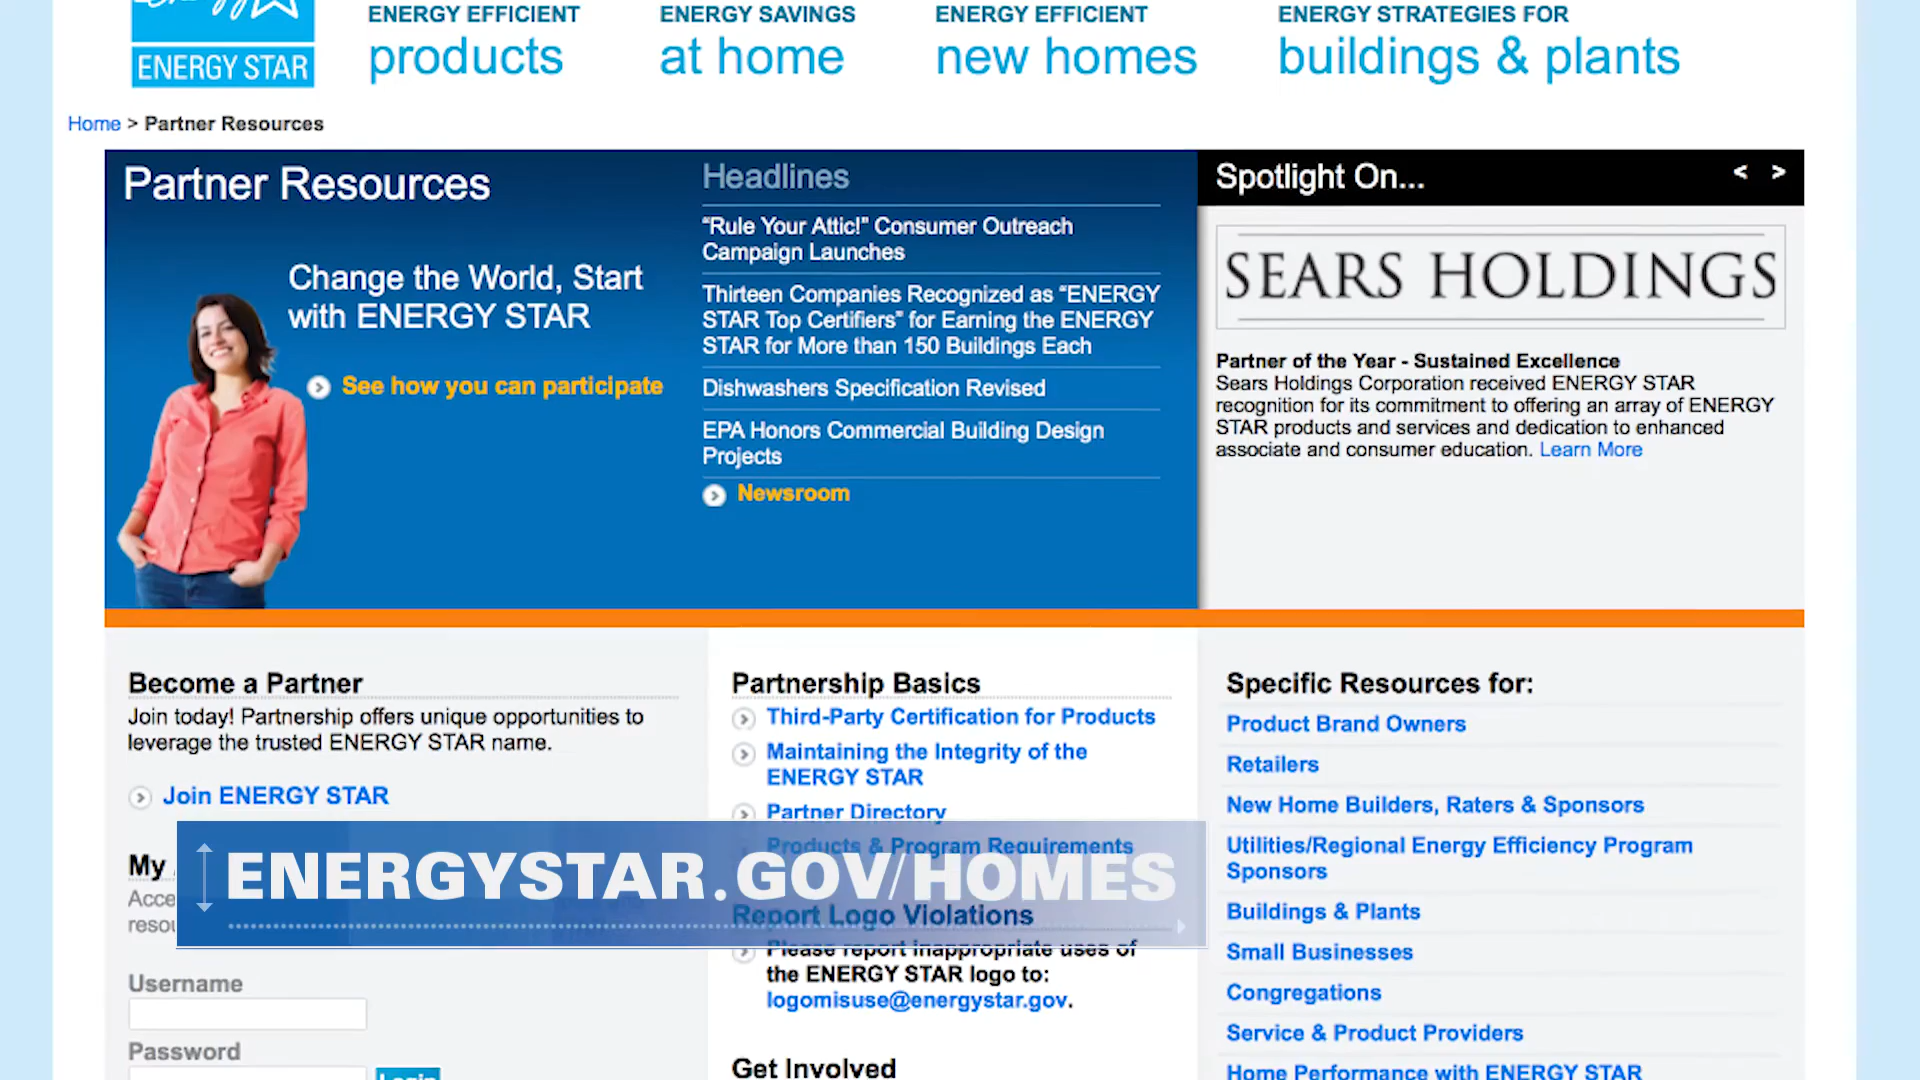 ENERGY STAR
ENERGY EFFICIENT
products
ENERGY SAVINGS
at home
ENERGY EFFICIENT
new homes
ENERGY STRATEGIES FOR
buildings & plants
Home > Partner Resources
Partner Resources
Change the World, Start
with ENERGY STAR
See how you can participate
Headlines
“Rule Your Attic!” Consumer Outreach
Campaign Launches
Thirteen Companies Recognized as “ENERGY
STAR Top Certifiers” for Earning the ENERGY
STAR for More than 150 Buildings Each
Dishwashers Specification Revised
EPA Honors Commercial Building Design
Projects
Newsroom
Spotlight On... < >
SEARS HOLDINGS
Partner of the Year - Sustained Excellence
Sears Holdings Corporation received ENERGY STAR
recognition for its commitment to offering an array of ENERGY
STAR products and services and dedication to enhanced
associate and consumer education. Learn More
Become a Partner
Join today! Partnership offers unique opportunities to
leverage the trusted ENERGY STAR name.
Join ENERGY STAR
My
Username
Password
Login
Partnership Basics
Third-Party Certification for Products
Maintaining the Integrity of the
ENERGY STAR
Partner Directory
Products & Program Requirements
ENERGYSTAR.GOV/HOMES
Report Logo Violations
Please report inappropriate uses of
the ENERGY STAR logo to:
logomisuse@energystar.gov.
Get Involved
Specific Resources for:
Product Brand Owners
Retailers
New Home Builders, Raters & Sponsors
Utilities/Regional Energy Efficiency Program
Sponsors
Buildings & Plants
Small Businesses
Congregations
Service & Product Providers
Home Performance with ENERGY STAR